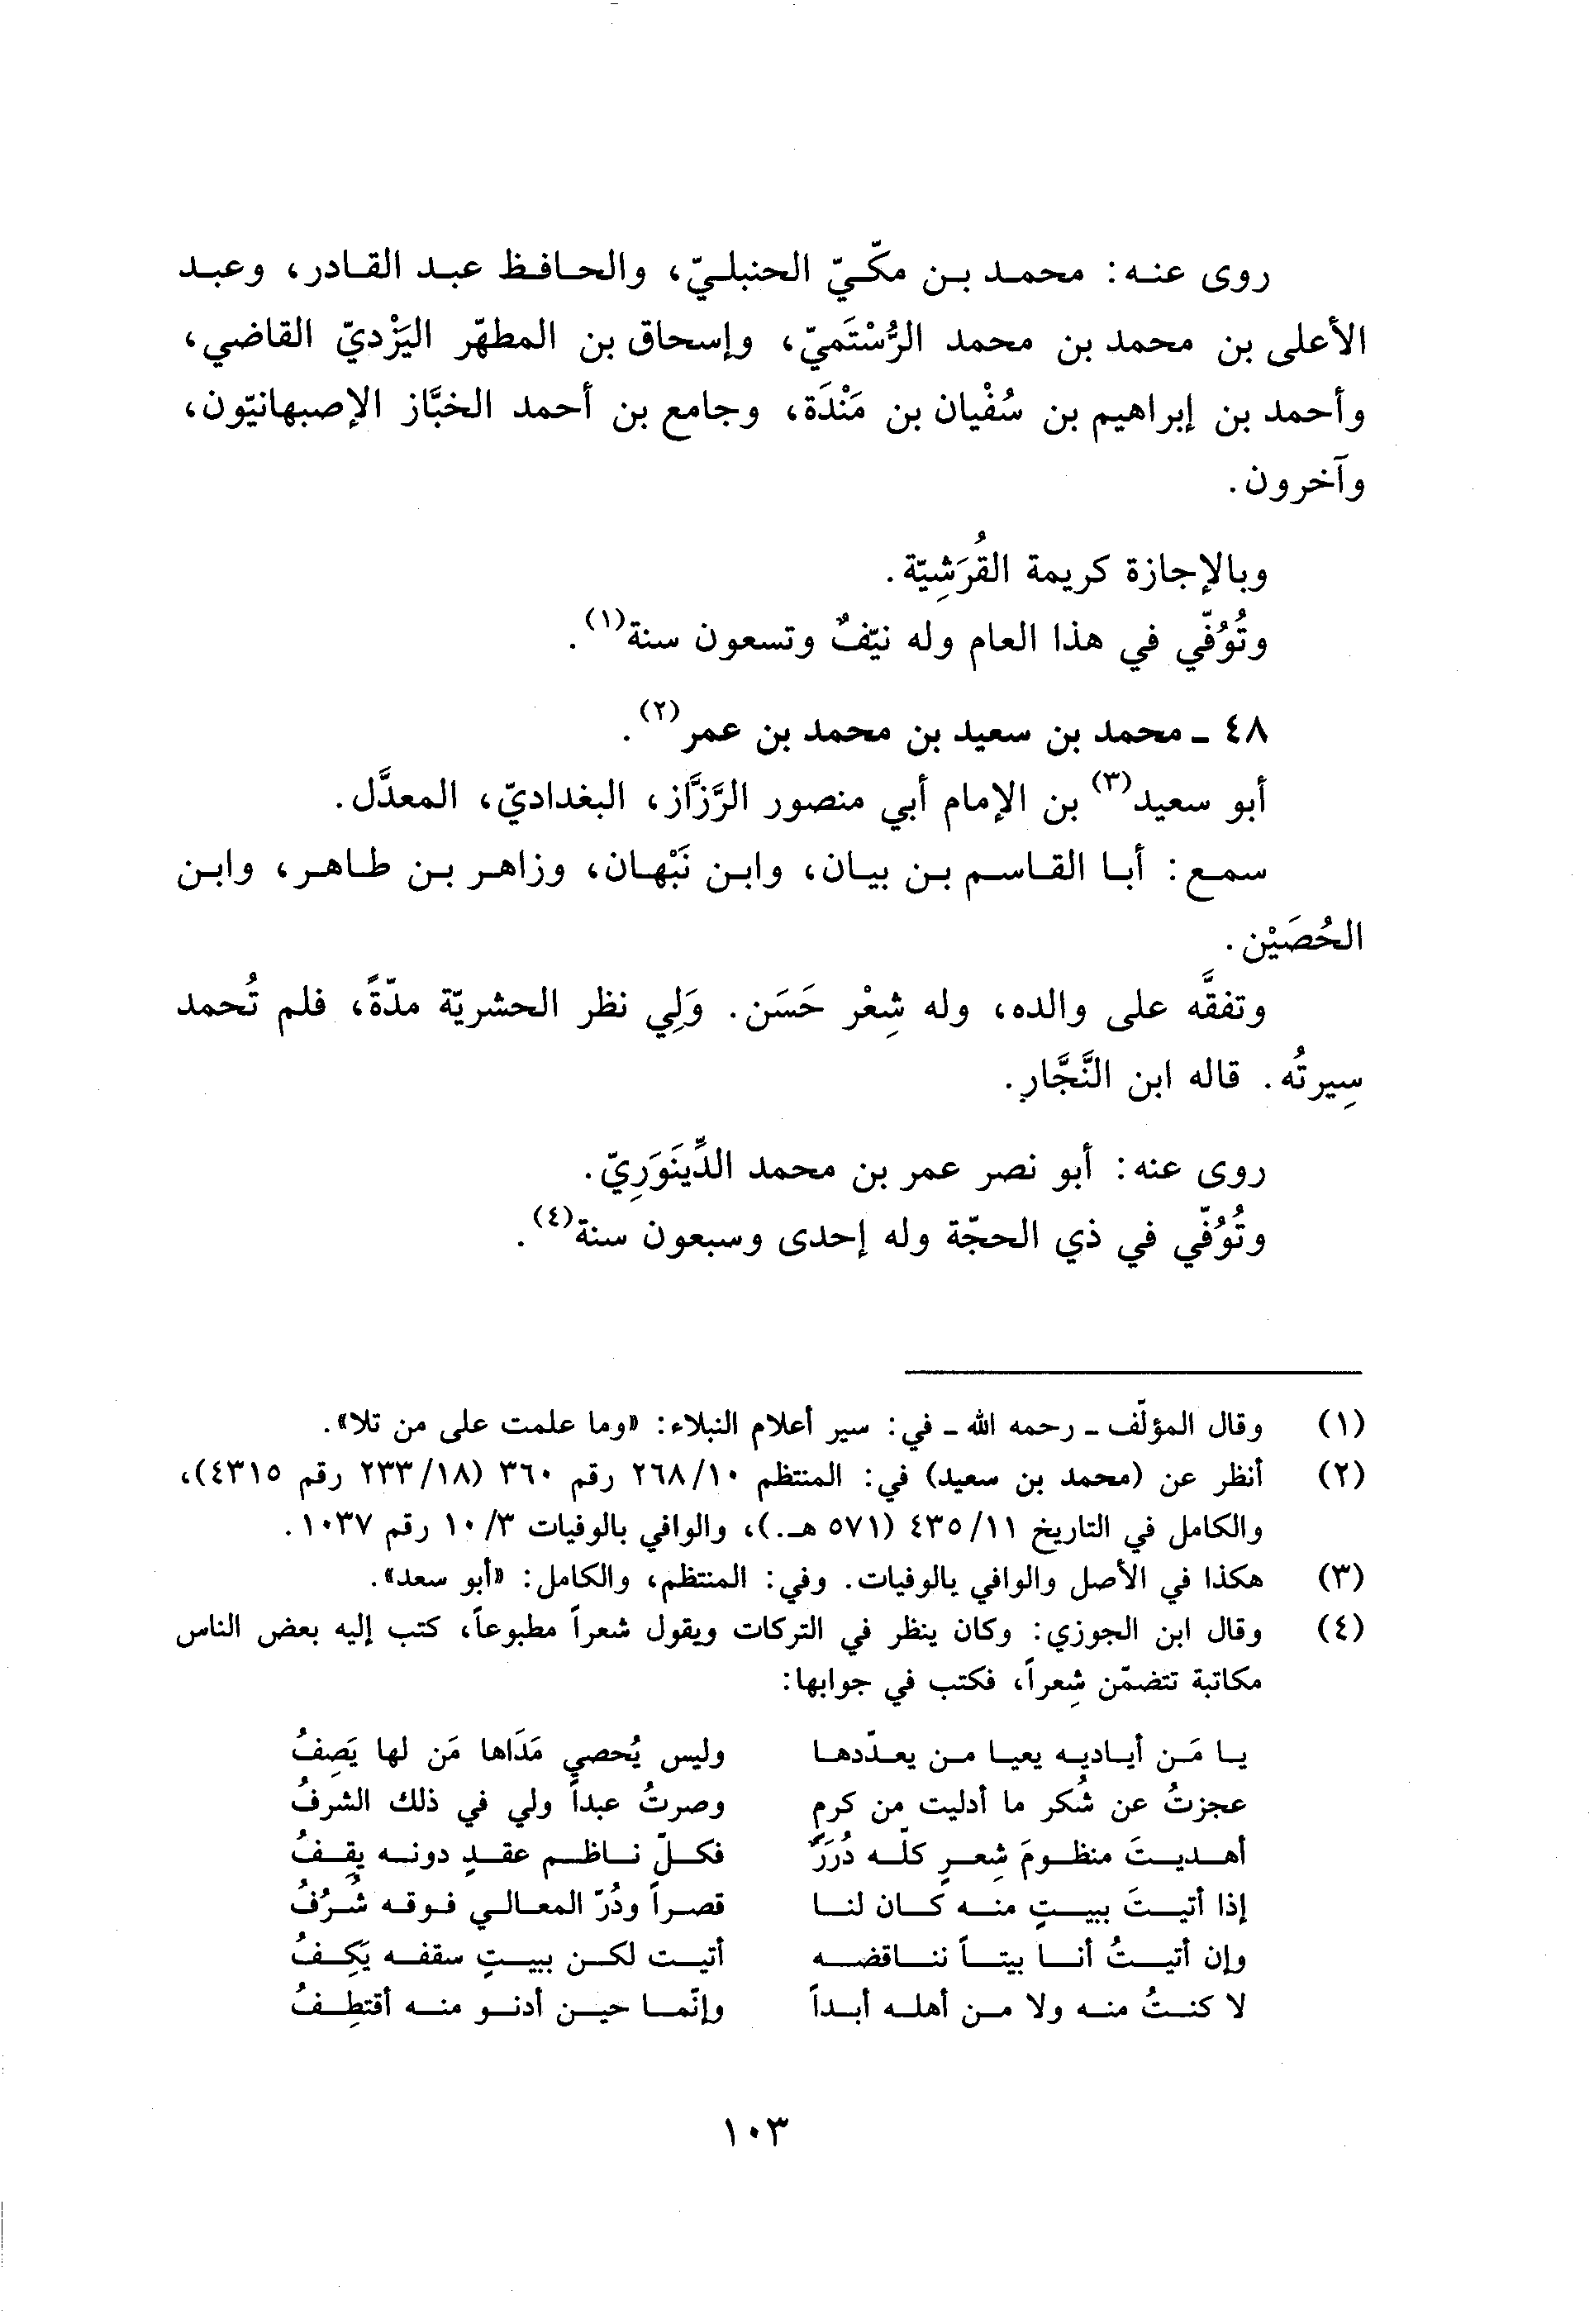 روى عنه: محمد بن مكّيّ الحنبليّ، والحافظ عبد القادر، وعبد
الأعلى بن محمد بن محمد الرُّسْتَميّ، وإسحاق بن المطهّر اليَزْديّ القاضي،
وأحمد بن إبراهيم بن سُفْيان بن مَنْدَة، وجامع بن أحمد الخبَّاز الإصبهانيّون،
وآخرون.
وبالإجازة كريمة القُرَشِيّة.
وتُوُفّي في هذا العام وله نيّفٌ وتسعون سنة(١).
٤٨ ـ محمد بن سعيد بن محمد بن عمر(٢).
أبو سعيد(٣) بن الإمام أبي منصور الرَّزَّاز، البغداديّ، المعدَّل.
سمع: أبا القاسم بن بيان، وابن نَبْهان، وزاهر بن طاهر، وابن
الحُصَيْن.
وتفقَّه على والده، وله شِعْر حَسَن. وَلِي نظر الحشريّة مدّةً، فلم تُحمد
سِيرتُه. قاله ابن النَّجَّار.
روى عنه: أبو نصر عمر بن محمد الدِّينَوَرِيّ.
وتُوُفّي في ذي الحجّة وله إحدى وسبعون سنة(٤).
(١) وقال المؤلّف ـ رحمه الله ـ في: سير أعلام النبلاء: «وما علمت على من تلا».
(٢) أنظر عن (محمد بن سعيد) في: المنتظم ٢٦٨/١٠ رقم ٣٦٠ (٢٣٣/١٨ رقم ٤٣١٥)،
والكامل في التاريخ ٤٣٥/١١ (٥٧١ هـ.)، والوافي بالوفيات ١٠/٣ رقم ١٠٣٧.
(٣) هكذا في الأصل والوافي بالوفيات. وفي: المنتظم، والكامل: «أبو سعد».
(٤) وقال ابن الجوزي: وكان ينظر في التركات ويقول شعراً مطبوعاً، كتب إليه بعض الناس
مكاتبة تتضمّن شِعراً، فكتب في جوابها:
يا مَن أياديه يعيا من يعدّدها وليس يُحصي مَدَاها مَن لها يَصِفُ
عجزتُ عن شُكر ما أدليت من كرمٍ وصرتُ عبداً ولي في ذلك الشرفُ
أهديتَ منظومَ شِعرٍ كلّه دُرَرٌ فكلّ ناظم عقدٍ دونه يقِفُ
إذا أتيتَ ببيتٍ منه كان لنا قصراً ودُرّ المعالي فوقه شُرُفُ
وإن أتيتُ أنا بيتاً نناقضه أتيت لكن ببيتٍ سقفه يَكِفُ
لا كنتُ منه ولا من أهله أبداً وإنّما حين أدنو منه أقتطِفُ
١٠٣